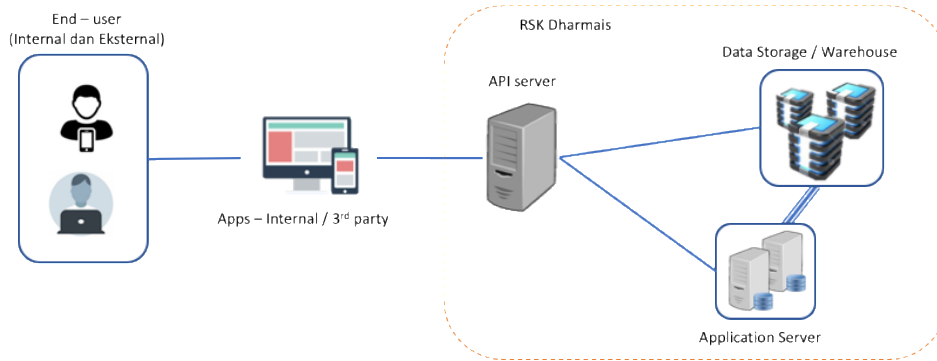 End – user
(Internal dan Eksternal)
RSK Dharmais
Data Storage / Warehouse
API server
Apps – Internal / 3rd party
Application Server